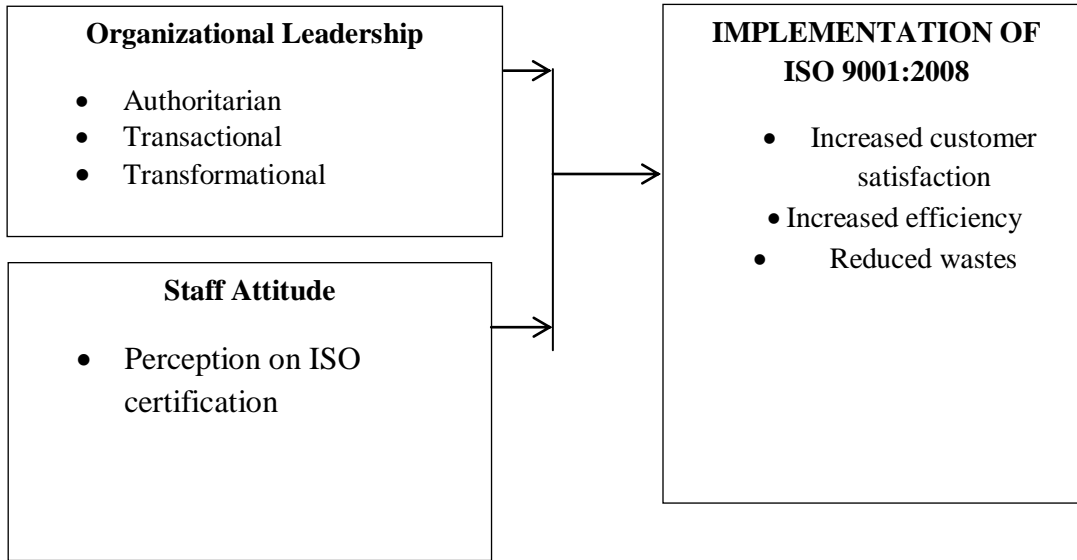 Organizational Leadership
• Authoritarian
• Transactional
• Transformational
Staff Attitude
• Perception on ISO
certification
IMPLEMENTATION OF
ISO 9001:2008
• Increased customer
satisfaction
• Increased efficiency
• Reduced wastes